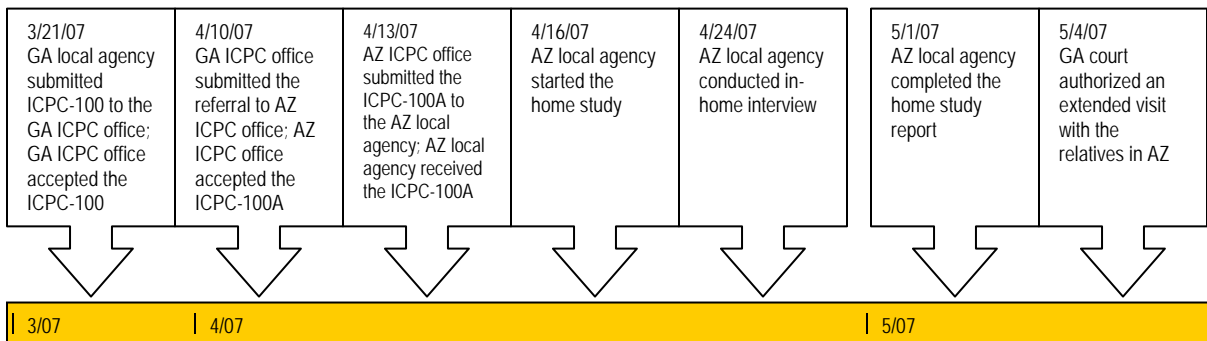 3/21/07
GA local agency
submitted
ICPC-100 to the
GA ICPC office;
GA ICPC office
accepted the
ICPC-100
4/10/07
GA ICPC office
submitted the
referral to AZ
ICPC office; AZ
ICPC office
accepted the
ICPC-100A
4/13/07
AZ ICPC office
submitted the
ICPC-100A to
the AZ local
agency; AZ local
agency received
the ICPC-100A
4/16/07
AZ local agency
started the
home study
4/24/07
AZ local agency
conducted in-
home interview
5/1/07
AZ local agency
completed the
home study
report
5/4/07
GA court
authorized an
extended visit
with the
relatives in AZ
3/07
4/07
5/07